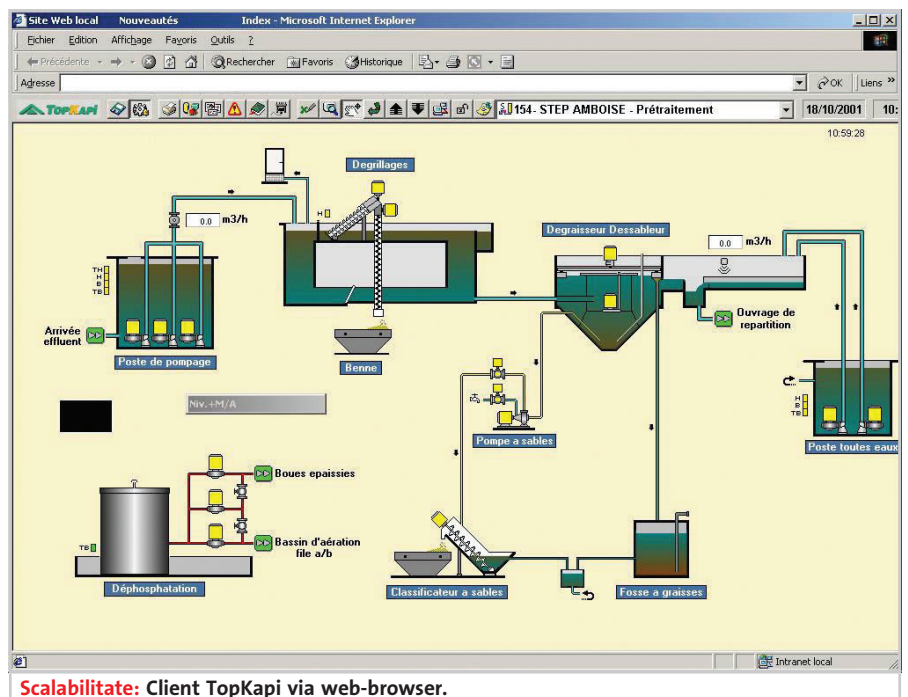 Site Web local Nouveautés Index - Microsoft Internet Explorer
Fichier Edition Affichage Favoris Outils ?
Précédente Rechercher Favoris Historique
Adresse OK Liens »
TOPKAPI 154- STEP AMBOISE - Prétraitement 18/10/2001 10:
10:59:28
Degrillages
0.0 m3/h
H
Degraisseur Dessableur
0.0 m3/h
TH
H
B
TB
Arrivée effluent
Poste de pompage
Benne
Ouvrage de repartition
Niv.+M/A
H
B
TB
Pompe a sables
Poste toutes eaux
Boues epaissies
TB
Bassin d'aération file a/b
Déphosphatation
Classificateur a sables
Fosse a graisses
Intranet local
Scalabilitate: Client TopKapi via web-browser.